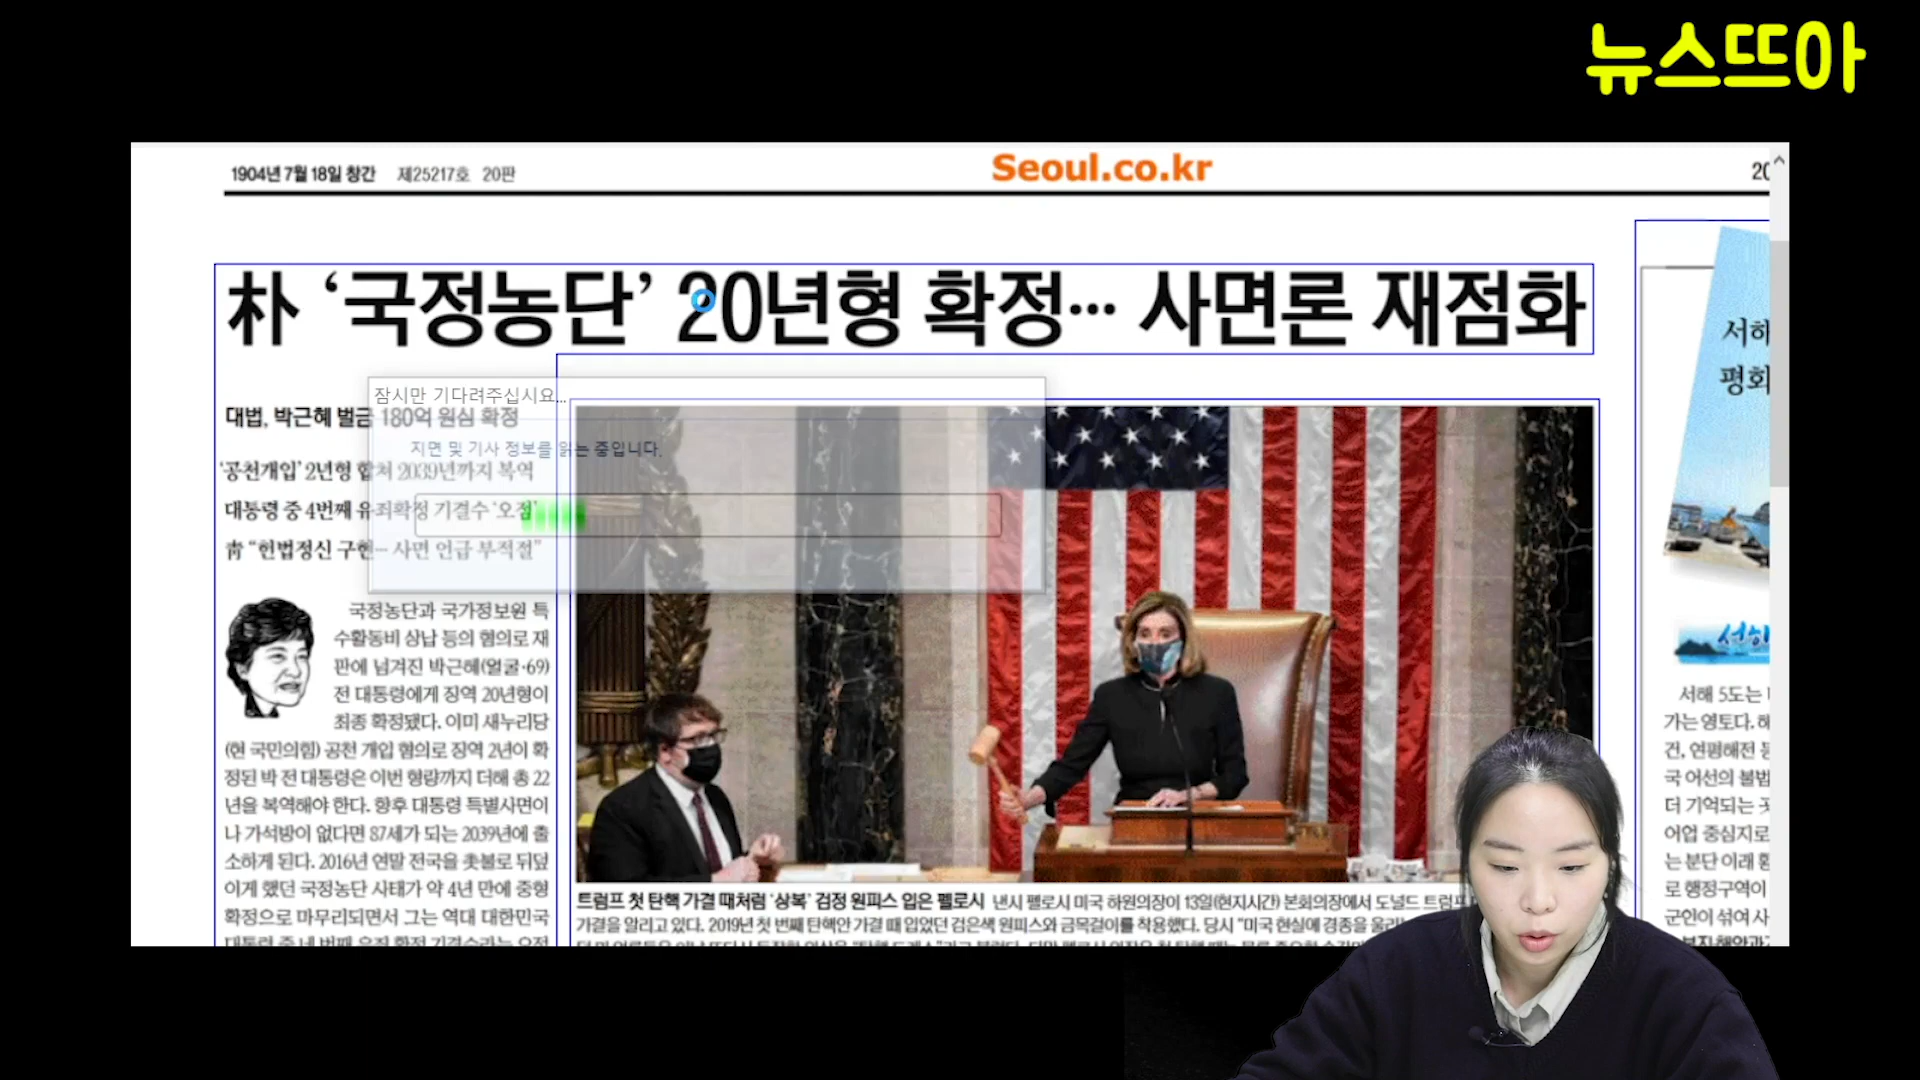 뉴스뜨아
1904년 7월 18일 창간 제25217호 20판
Seoul.co.kr
朴 ‘국정농단’ 20년형 확정… 사면론 재점화
잠시만 기다려주십시요...
지면 및 기사 정보를 읽는 중입니다.
대법, 박근혜 벌금 180억 원심 확정
‘공천개입’ 2년형 합쳐 2039년까지 복역
대통령 중 4번째 유죄확정 기결수 ‘오점’
靑 “헌법정신 구현… 사면 언급 부적절”
국정농단과 국가정보원 특
수활동비 상납 등의 혐의로 재
판에 넘겨진 박근혜(얼굴·69)
전 대통령에게 징역 20년형이
최종 확정됐다. 이미 새누리당
(현 국민의힘) 공천 개입 혐의로 징역 2년이 확
정된 박 전 대통령은 이번 형량까지 더해 총 22
년을 복역해야 한다. 향후 대통령 특별사면이
나 가석방이 없다면 87세가 되는 2039년에 출
소하게 된다. 2016년 연말 전국을 촛불로 뒤덮
이게 했던 국정농단 사태가 약 4년 만에 중형
확정으로 마무리되면서 그는 역대 대한민국
트럼프 첫 탄핵 가결 때처럼 ‘상복’ 검정 원피스 입은 펠로시 낸시 펠로시 미국 하원의장이 13일(현지시간) 본회의장에서 도널드 트럼프
가결을 알리고 있다. 2019년 첫 번째 탄핵안 가결 때 입었던 검은색 원피스와 금목걸이를 착용했다. 당시 “미국 현실에 경종을 울리
서해
평화
서해 5도는
가는 영토다. 해
건, 연평해전 등
국 어선의 불법
더 기억되는 곳
어업 중심지로
는 분단 이래 황
로 행정구역이
군인이 섞여 사